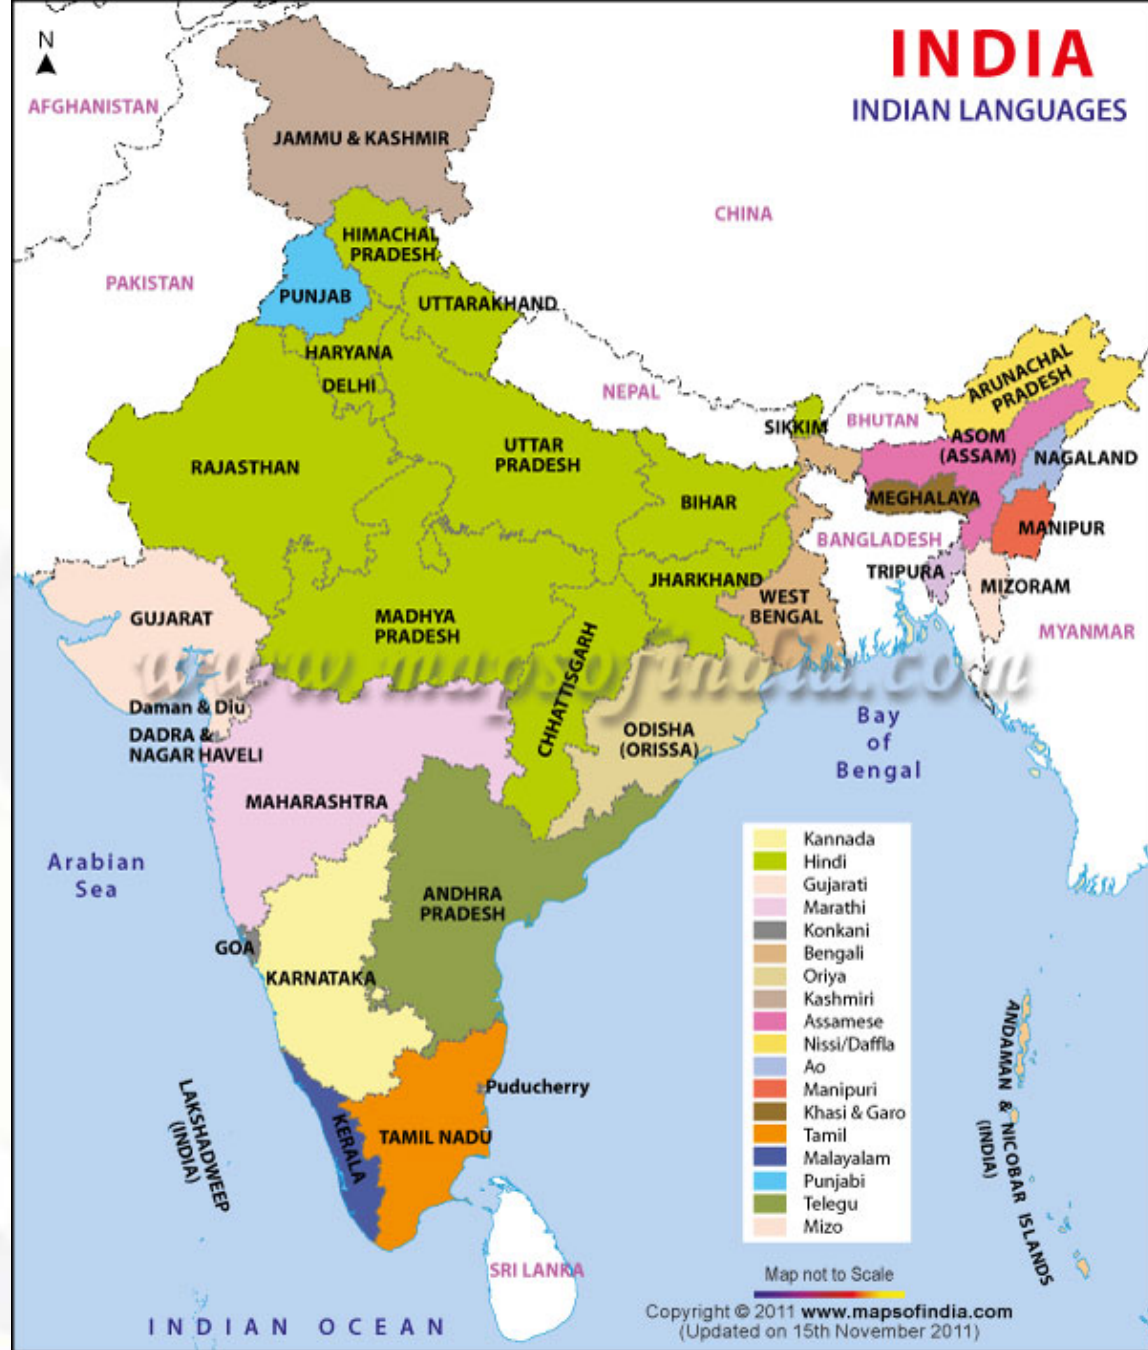 INDIA
INDIAN LANGUAGES
N
AFGHANISTAN
JAMMU & KASHMIR
CHINA
HIMACHAL
PRADESH
PAKISTAN
PUNJAB
UTTARAKHAND
HARYANA
DELHI
NEPAL
ARUNACHAL
PRADESH
SIKKIM
BHUTAN
ASOM
(ASSAM)
NAGALAND
RAJASTHAN
UTTAR
PRADESH
BIHAR
MEGHALAYA
MANIPUR
BANGLADESH
TRIPURA
MIZORAM
JHARKHAND
WEST
BENGAL
GUJARAT
MADHYA
PRADESH
CHHATTISGARH
MYANMAR
www.mapsofindia.com
Daman & Diu
DADRA &
NAGAR HAVELI
ODISHA
(ORISSA)
Bay
of
Bengal
MAHARASHTRA
Arabian
Sea
ANDHRA
PRADESH
GOA
KARNATAKA
Puducherry
LAKSHADWEEP
(INDIA)
KERALA
TAMIL NADU
ANDAMAN & NICOBAR ISLANDS
(INDIA)
SRI LANKA
INDIAN OCEAN
Kannada
Hindi
Gujarati
Marathi
Konkani
Bengali
Oriya
Kashmiri
Assamese
Nissi/Daffla
Ao
Manipuri
Khasi & Garo
Tamil
Malayalam
Punjabi
Telegu
Mizo
Map not to Scale
Copyright © 2011 www.mapsofindia.com
(Updated on 15th November 2011)